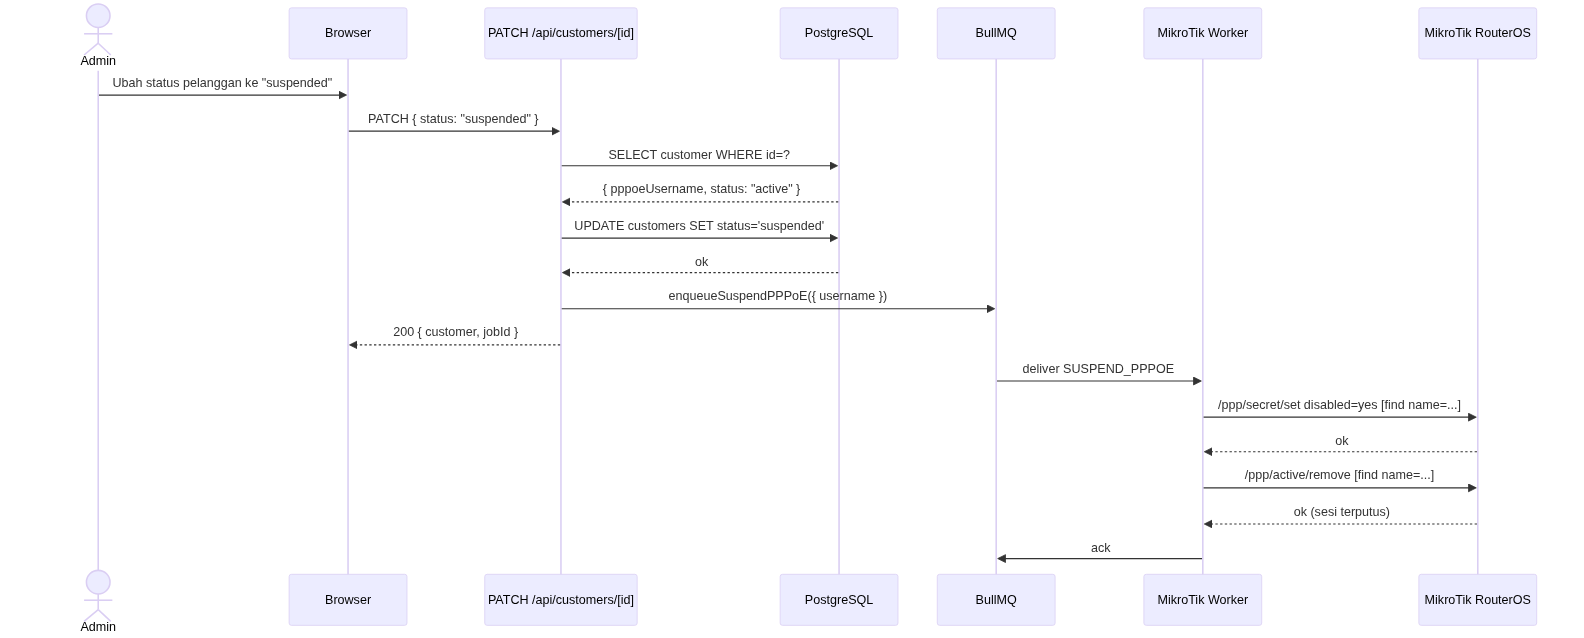 Admin
Browser
PATCH /api/customers/[id]
PostgreSQL
BullMQ
MikroTik Worker
MikroTik RouterOS
Ubah status pelanggan ke "suspended"
PATCH { status: "suspended" }
SELECT customer WHERE id=?
{ pppoeUsername, status: "active" }
UPDATE customers SET status='suspended'
ok
enqueueSuspendPPPoE({ username })
200 { customer, jobId }
deliver SUSPEND_PPPOE
/ppp/secret/set disabled=yes [find name=...]
ok
/ppp/active/remove [find name=...]
ok (sesi terputus)
ack
Admin
Browser
PATCH /api/customers/[id]
PostgreSQL
BullMQ
MikroTik Worker
MikroTik RouterOS